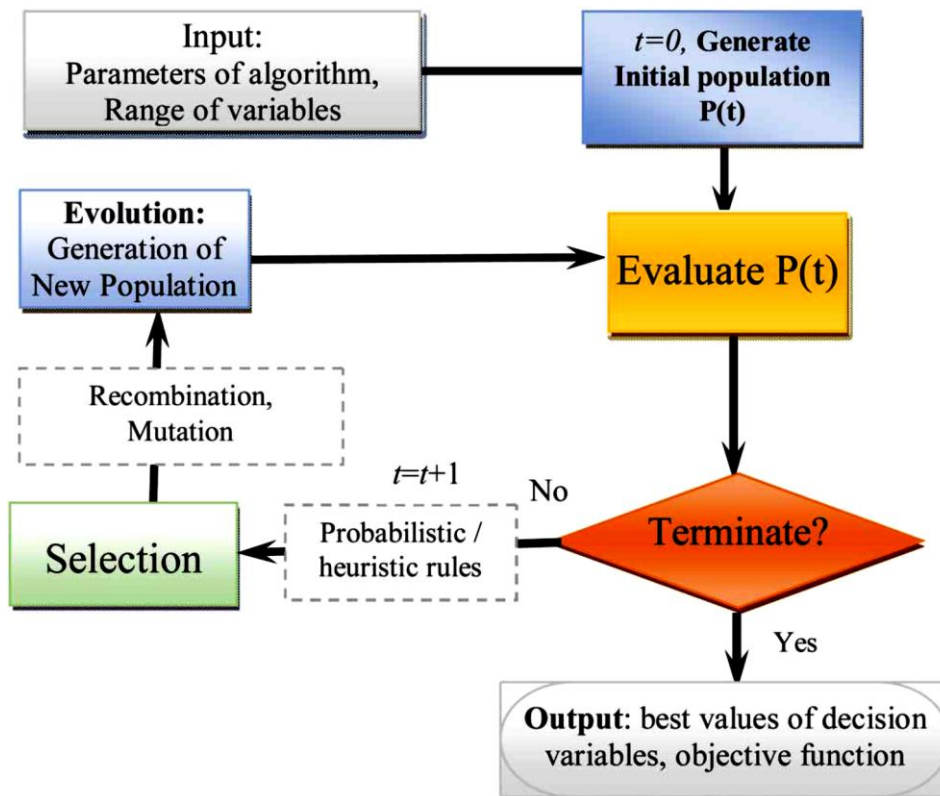 Input:
Parameters of algorithm,
Range of variables
t=0, Generate
Initial population
P(t)
Evolution:
Generation of
New Population
Evaluate P(t)
Recombination,
Mutation
t=t+1
No
Terminate?
Selection
Probabilistic /
heuristic rules
Yes
Output: best values of decision
variables, objective function